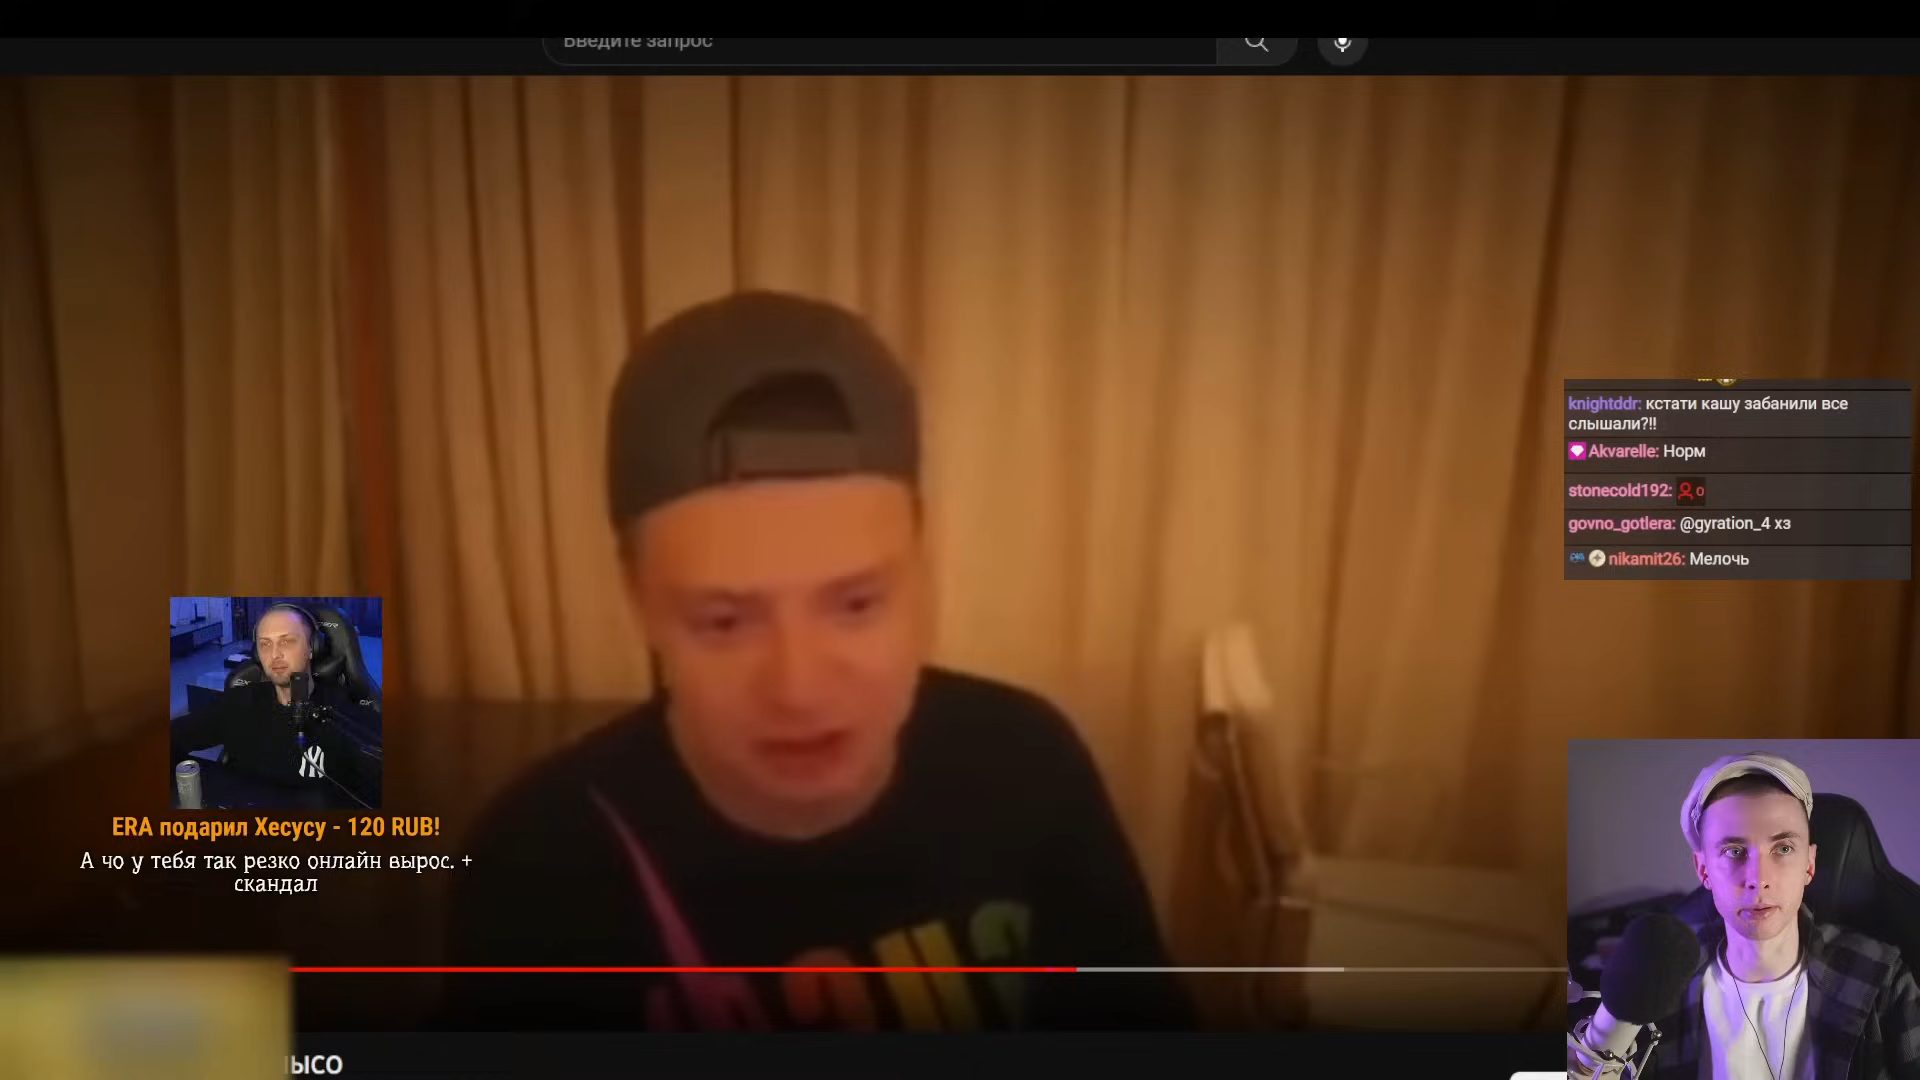 Введите запрос
knightddr: кстати кашу забанили все
слышали?!!
Akvarelle: Норм
stonecold192:
govno_gotlera: @gyration_4 хз
nikamit26: Мелочь
ERA подарил Хесусу - 120 RUB!
А чо у тебя так резко онлайн вырос. +
скандал
ЫСО